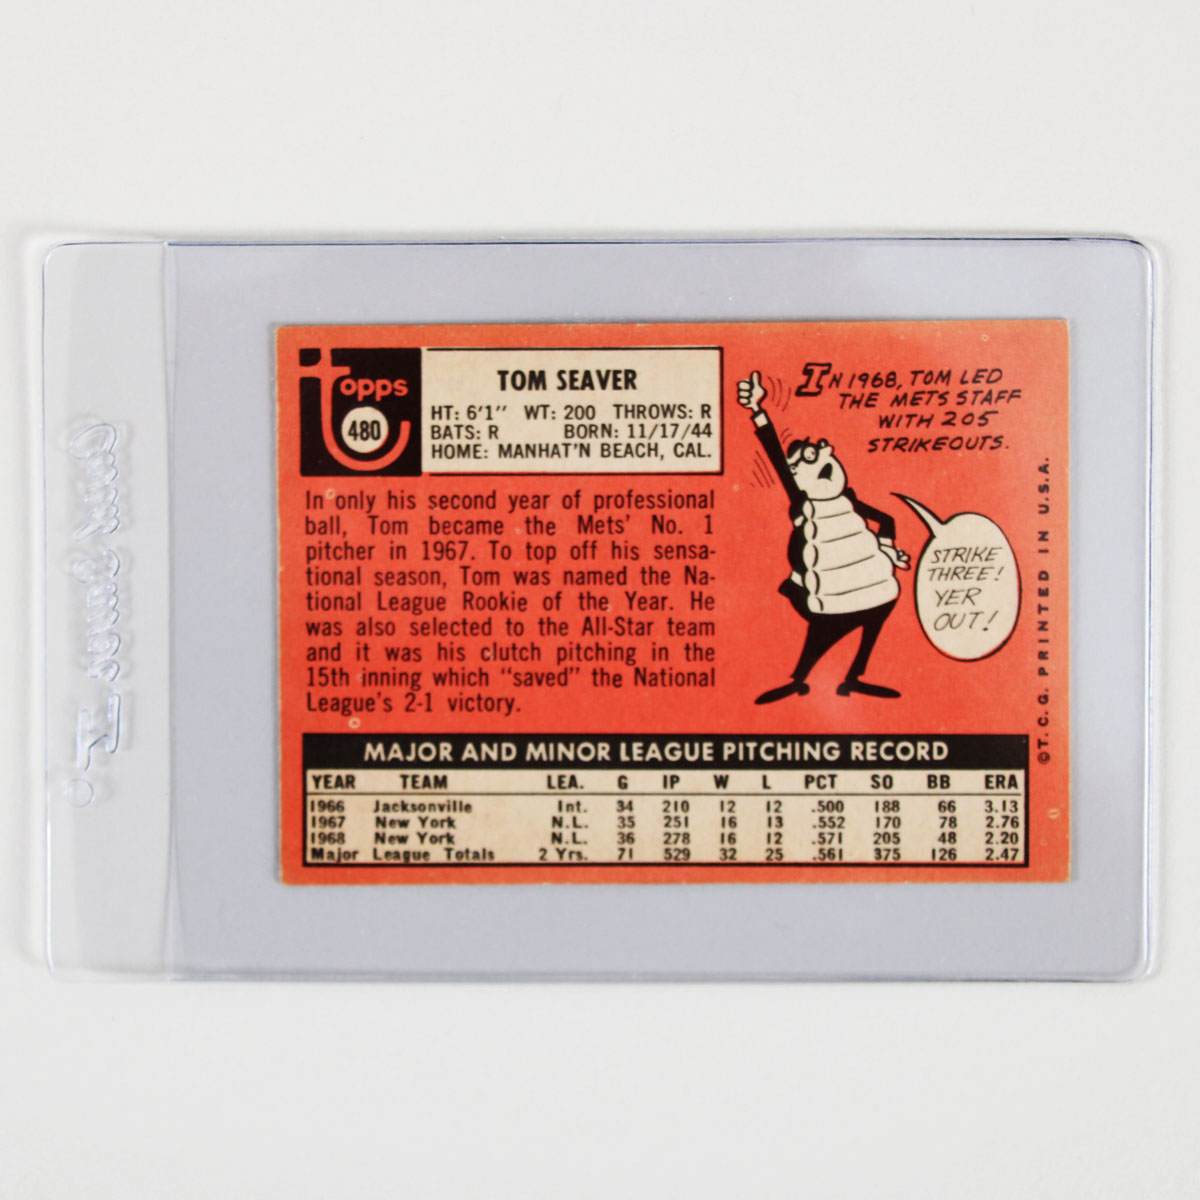 topps
480
TOM SEAVER
HT: 6'1" WT: 200 THROWS: R
BATS: R BORN: 11/17/44
HOME: MANHAT'N BEACH, CAL.
In only his second year of professional
ball, Tom became the Mets' No. 1
pitcher in 1967. To top off his sensa-
tional season, Tom was named the Na-
tional League Rookie of the Year. He
was also selected to the All-Star team
and it was his clutch pitching in the
15th inning which "saved" the National
League's 2-1 victory.
IN 1968, TOM LED
THE METS STAFF
WITH 205
STRIKEOUTS.
STRIKE
THREE!
YER
OUT!
©T. C. G. PRINTED IN U.S.A.
MAJOR AND MINOR LEAGUE PITCHING RECORD
YEAR TEAM LEA. G IP W L PCT SO BB ERA
1966 Jacksonville Int. 34 210 12 12 .500 188 66 3.13
1967 New York N.L. 35 251 16 13 .552 170 78 2.76
1968 New York N.L. 36 278 16 12 .571 205 48 2.20
Major League Totals 2 Yrs. 71 529 32 25 .561 375 126 2.47
Card Saver I